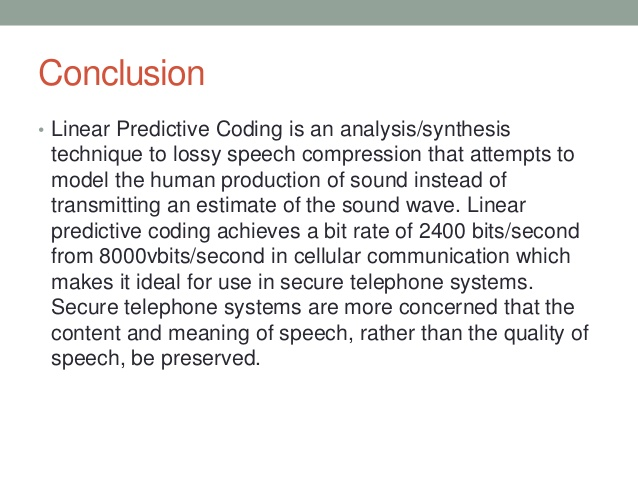 Conclusion
• Linear Predictive Coding is an analysis/synthesis
technique to lossy speech compression that attempts to
model the human production of sound instead of
transmitting an estimate of the sound wave. Linear
predictive coding achieves a bit rate of 2400 bits/second
from 8000vbits/second in cellular communication which
makes it ideal for use in secure telephone systems.
Secure telephone systems are more concerned that the
content and meaning of speech, rather than the quality of
speech, be preserved.